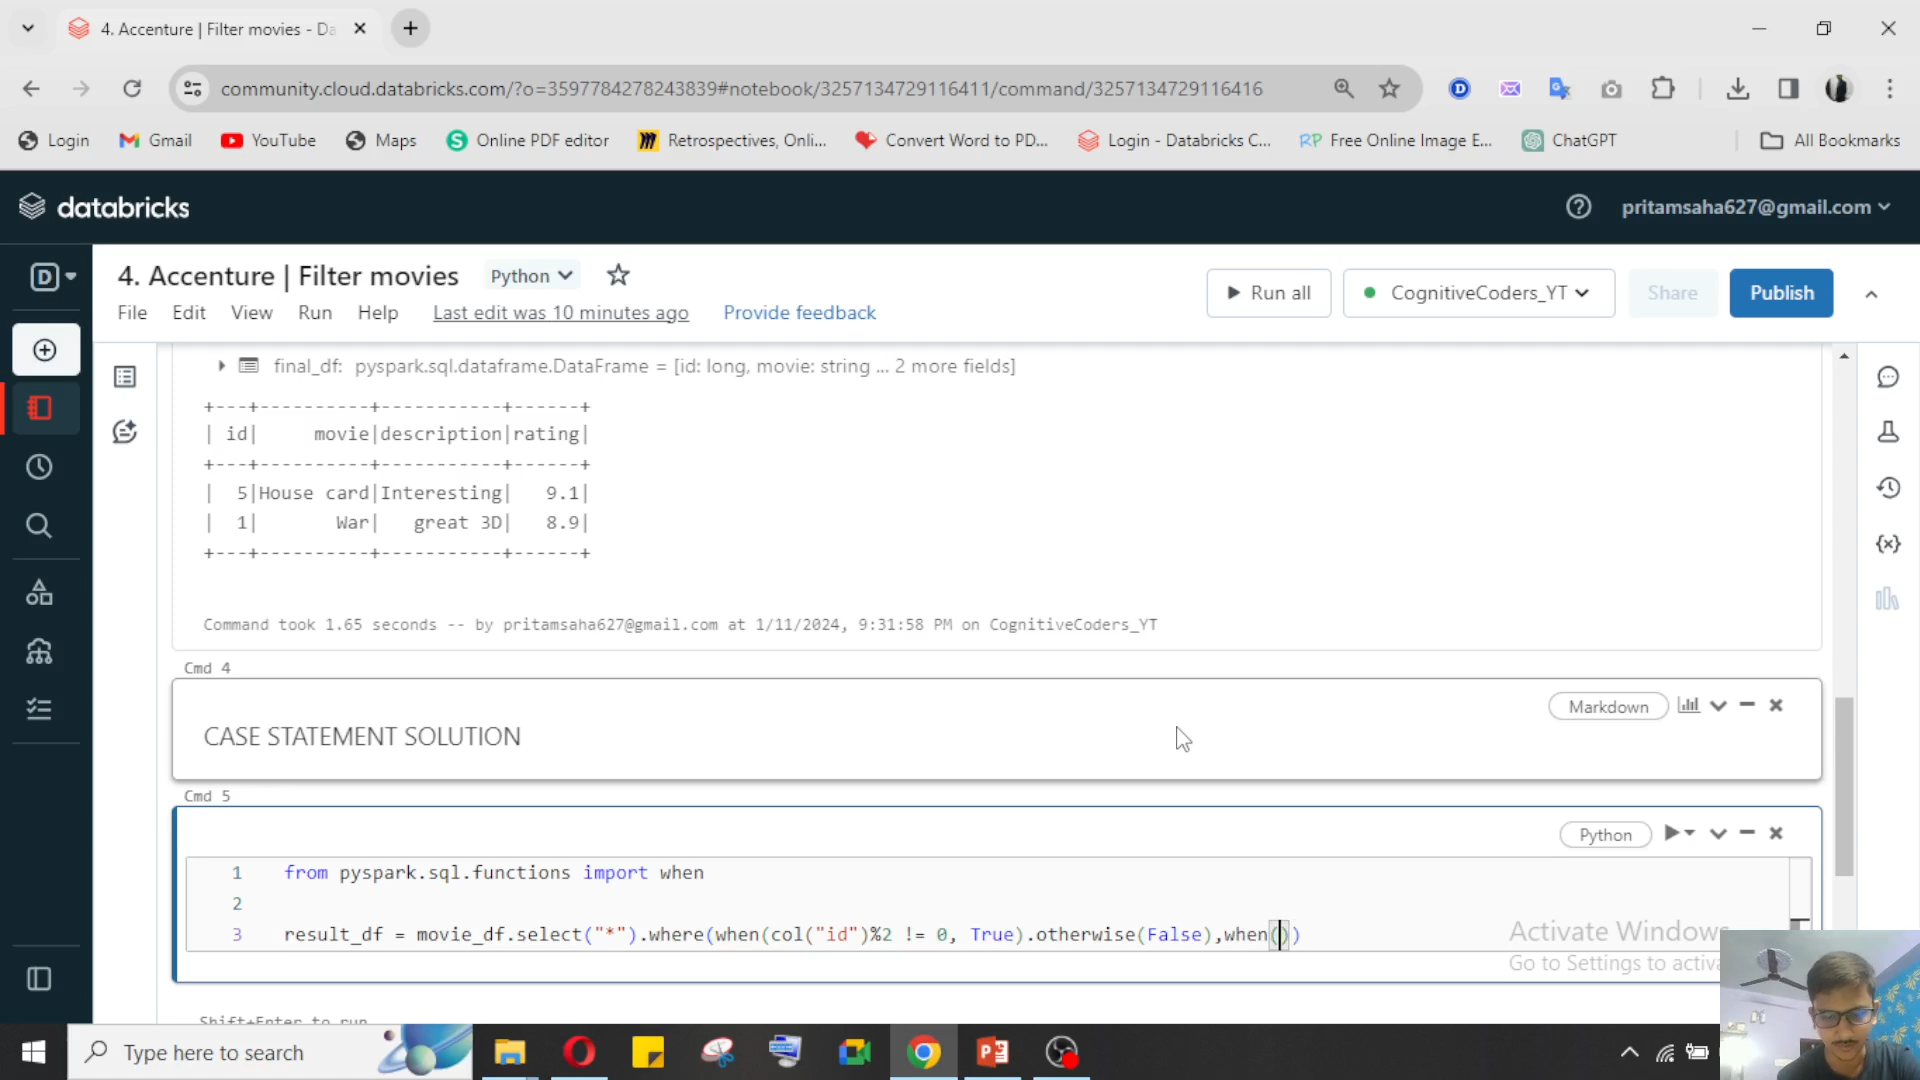 4. Accenture | Filter movies - Da
community.cloud.databricks.com/?o=3597784278243839#notebook/3257134729116411/command/3257134729116416
Login
Gmail
YouTube
Maps
Online PDF editor
Retrospectives, Onli...
Convert Word to PD...
Login - Databricks C...
RP Free Online Image E...
ChatGPT
All Bookmarks
databricks
pritamsaha627@gmail.com
D
4. Accenture | Filter movies
Python
Run all
CognitiveCoders_YT
Share
Publish
File
Edit
View
Run
Help
Last edit was 10 minutes ago
Provide feedback
final_df: pyspark.sql.dataframe.DataFrame = [id: long, movie: string ... 2 more fields]
+---+----------+-----------+------+
| id|     movie|description|rating|
+---+----------+-----------+------+
|  5|House card|Interesting|   9.1|
|  1|       War|   great 3D|   8.9|
+---+----------+-----------+------+
Command took 1.65 seconds -- by pritamsaha627@gmail.com at 1/11/2024, 9:31:58 PM on CognitiveCoders_YT
Cmd 4
Markdown
CASE STATEMENT SOLUTION
Cmd 5
Python
1 from pyspark.sql.functions import when
2
3 result_df = movie_df.select("*").where(when(col("id")%2 != 0, True).otherwise(False),when())
Activate Windows
Go to Settings to activa
Shift+Enter to run
Type here to search